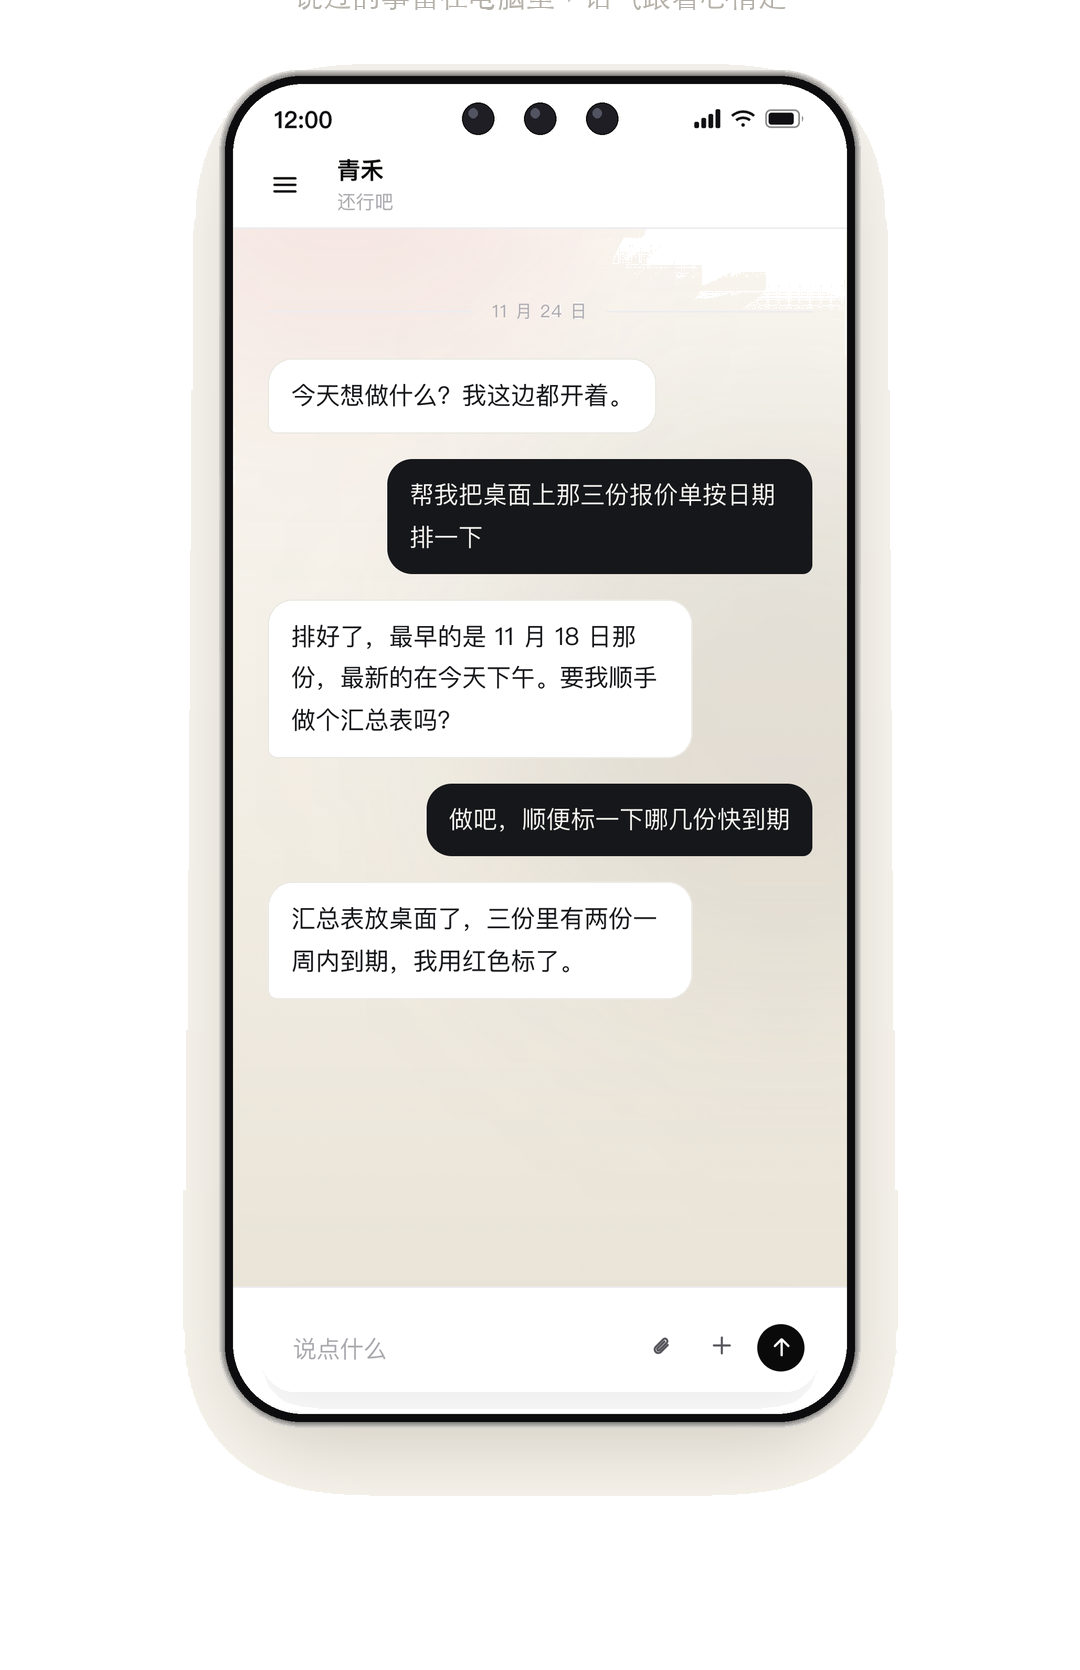 12:00
青禾
还行吧
11 月 24 日
今天想做什么？我这边都开着。
帮我把桌面上那三份报价单按日期
排一下
排好了，最早的是 11 月 18 日那
份，最新的在今天下午。要我顺手
做个汇总表吗？
做吧，顺便标一下哪几份快到期
汇总表放桌面了，三份里有两份一
周内到期，我用红色标了。
说点什么